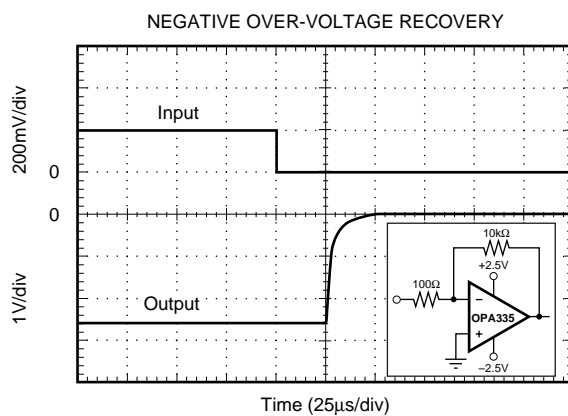 NEGATIVE OVER-VOLTAGE RECOVERY
200mV/div
Input
0
0
1V/div
Output
10kΩ
+2.5V
100Ω
−
OPA335
+
–2.5V
Time (25μs/div)